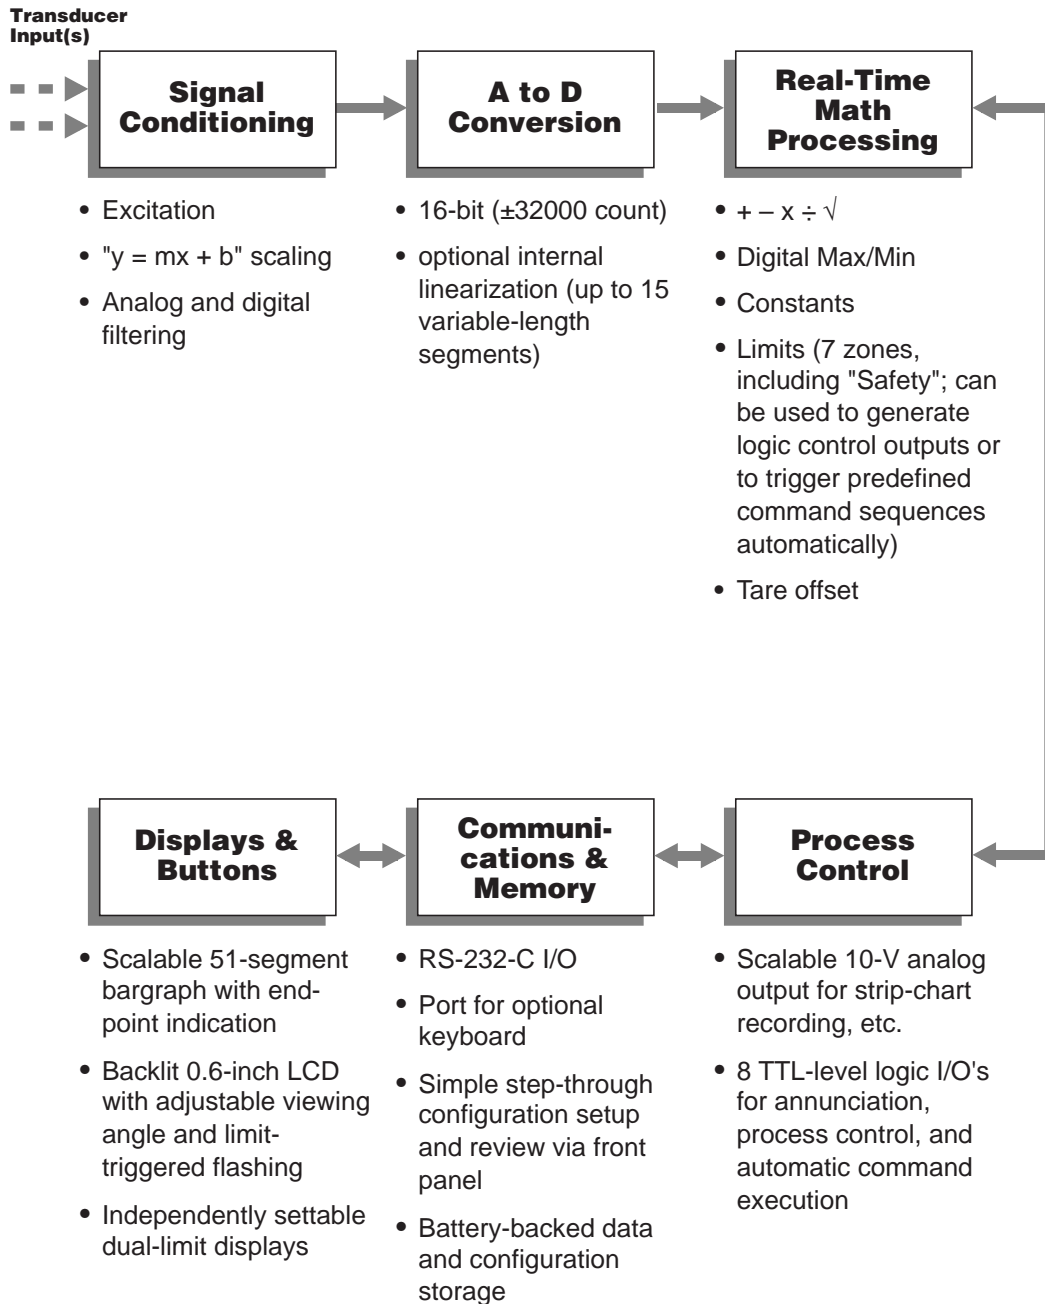 Transducer
Input(s)
Signal
Conditioning
• Excitation
• "y = mx + b" scaling
• Analog and digital
filtering
A to D
Conversion
• 16-bit (±32000 count)
• optional internal
linearization (up to 15
variable-length
segments)
Real-Time
Math
Processing
• + – x ÷ √
• Digital Max/Min
• Constants
• Limits (7 zones,
including "Safety"; can
be used to generate
logic control outputs or
to trigger predefined
command sequences
automatically)
• Tare offset
Displays &
Buttons
• Scalable 51-segment
bargraph with end-
point indication
• Backlit 0.6-inch LCD
with adjustable viewing
angle and limit-
triggered flashing
• Independently settable
dual-limit displays
Communi-
cations &
Memory
• RS-232-C I/O
• Port for optional
keyboard
• Simple step-through
configuration setup
and review via front
panel
• Battery-backed data
and configuration
storage
Process
Control
• Scalable 10-V analog
output for strip-chart
recording, etc.
• 8 TTL-level logic I/O's
for annunciation,
process control, and
automatic command
execution